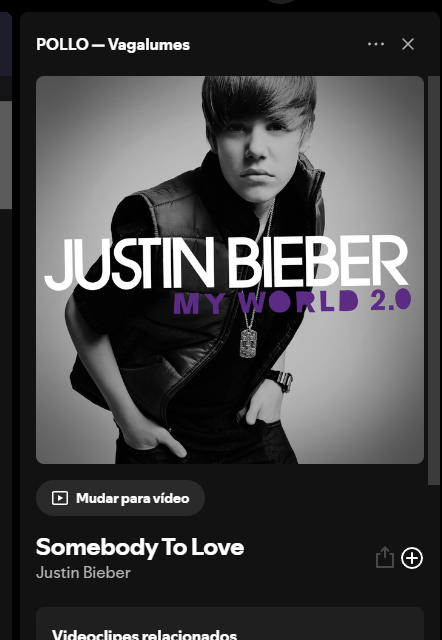 POLLO — Vagalumes
JUSTIN BIEBER
MY WORLD 2.0
Mudar para vídeo
Somebody To Love
Justin Bieber
Videoclipes relacionados